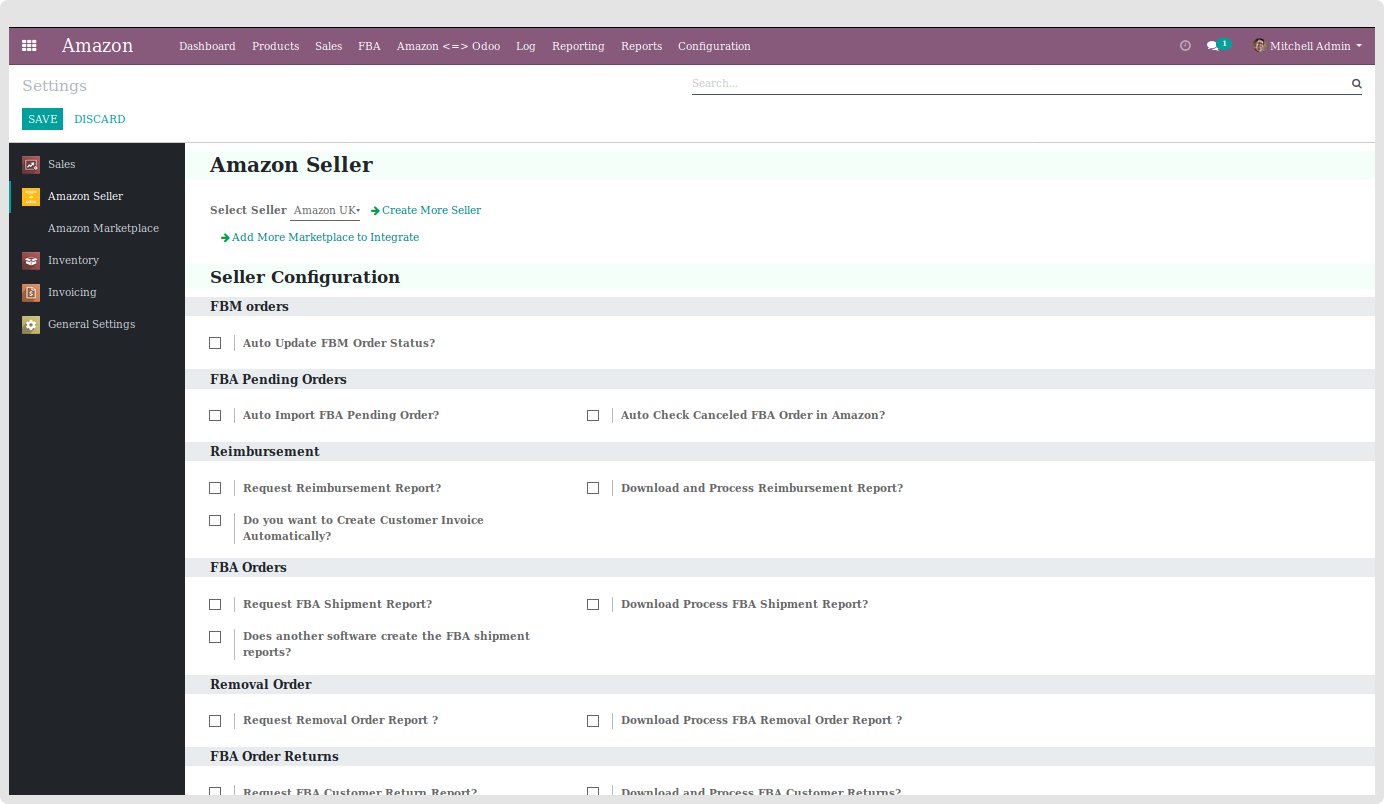 Amazon Dashboard Products Sales FBA Amazon <=> Odoo Log Reporting Reports Configuration 1 Mitchell Admin
Settings Search...
SAVE DISCARD
Sales
Amazon Seller
Amazon Marketplace
Inventory
Invoicing
General Settings
Amazon Seller
Select Seller Amazon UK Create More Seller
Add More Marketplace to Integrate
Seller Configuration
FBM orders
Auto Update FBM Order Status?
FBA Pending Orders
Auto Import FBA Pending Order? Auto Check Canceled FBA Order in Amazon?
Reimbursement
Request Reimbursement Report? Download and Process Reimbursement Report?
Do you want to Create Customer Invoice
Automatically?
FBA Orders
Request FBA Shipment Report? Download Process FBA Shipment Report?
Does another software create the FBA shipment
reports?
Removal Order
Request Removal Order Report ? Download Process FBA Removal Order Report ?
FBA Order Returns
Request FBA Customer Return Report? Download and Process FBA Customer Returns?